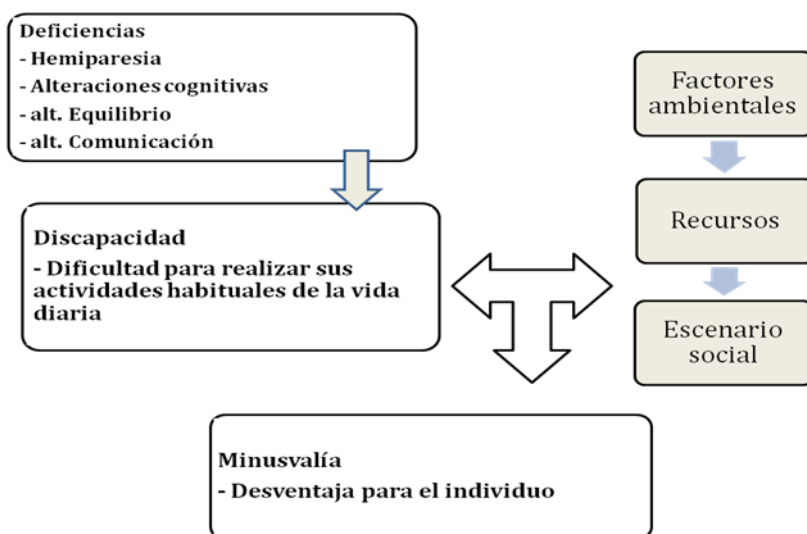 Deficiencias
- Hemiparesia
- Alteraciones cognitivas
- alt. Equilibrio
- alt. Comunicación
Factores
ambientales
Recursos
Escenario
social
Discapacidad
- Dificultad para realizar sus
actividades habituales de la vida
diaria
Minusvalía
- Desventaja para el individuo